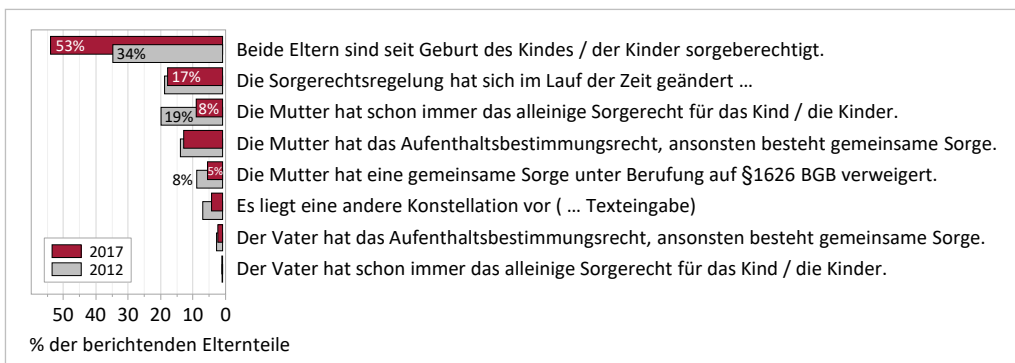 53%
34%
Beide Eltern sind seit Geburt des Kindes / der Kinder sorgeberechtigt.
17%
Die Sorgerechtsregelung hat sich im Lauf der Zeit geändert …
8%
19%
Die Mutter hat schon immer das alleinige Sorgerecht für das Kind / die Kinder.
Die Mutter hat das Aufenthaltsbestimmungsrecht, ansonsten besteht gemeinsame Sorge.
5%
8%
Die Mutter hat eine gemeinsame Sorge unter Berufung auf §1626 BGB verweigert.
Es liegt eine andere Konstellation vor ( … Texteingabe)
Der Vater hat das Aufenthaltsbestimmungsrecht, ansonsten besteht gemeinsame Sorge.
Der Vater hat schon immer das alleinige Sorgerecht für das Kind / die Kinder.
2017
2012
50 40 30 20 10 0
% der berichtenden Elternteile